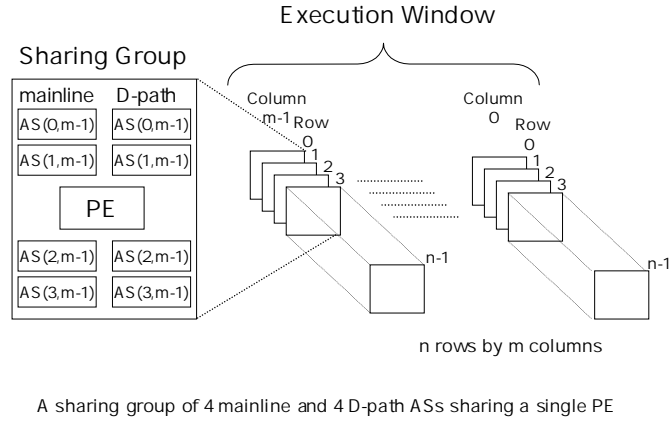 Execution Window
Sharing Group
mainline D-path
AS(0,m-1) AS(0,m-1)
AS(1,m-1) AS(1,m-1)
PE
AS(2,m-1) AS(2,m-1)
AS(3,m-1) AS(3,m-1)
Column
m-1
Row
0
1
2
3
n-1
Column
0
Row
0
1
2
3
n-1
n rows by m columns
A sharing group of 4 mainline and 4 D-path ASs sharing a single PE